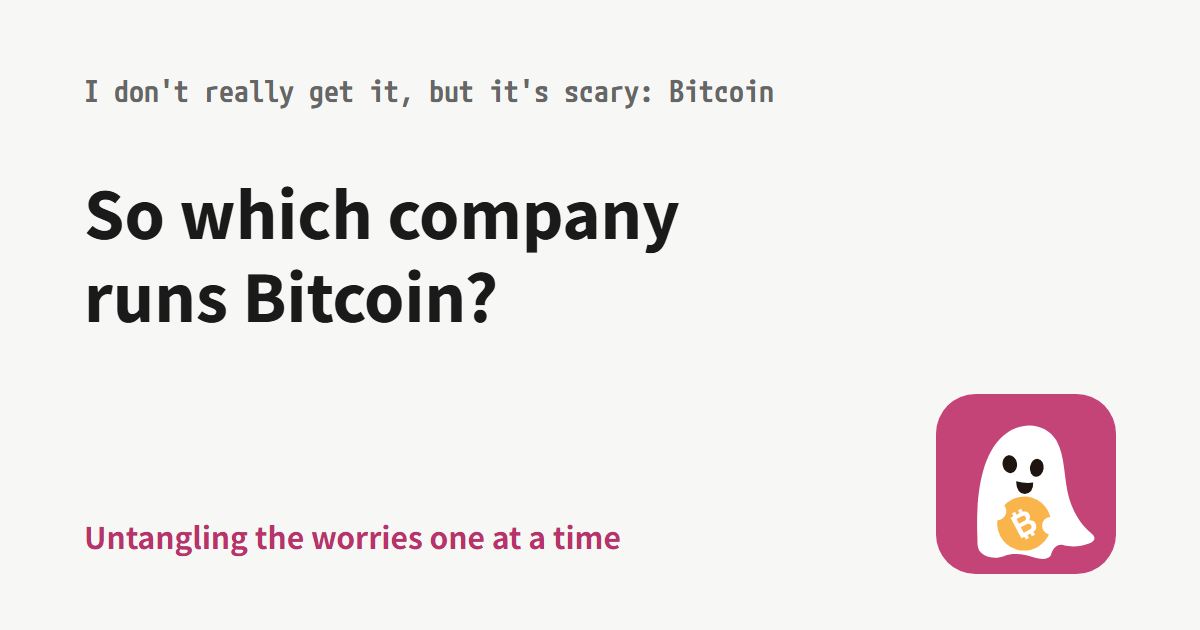 I don't really get it, but it's scary: Bitcoin
So which company
runs Bitcoin?
Untangling the worries one at a time